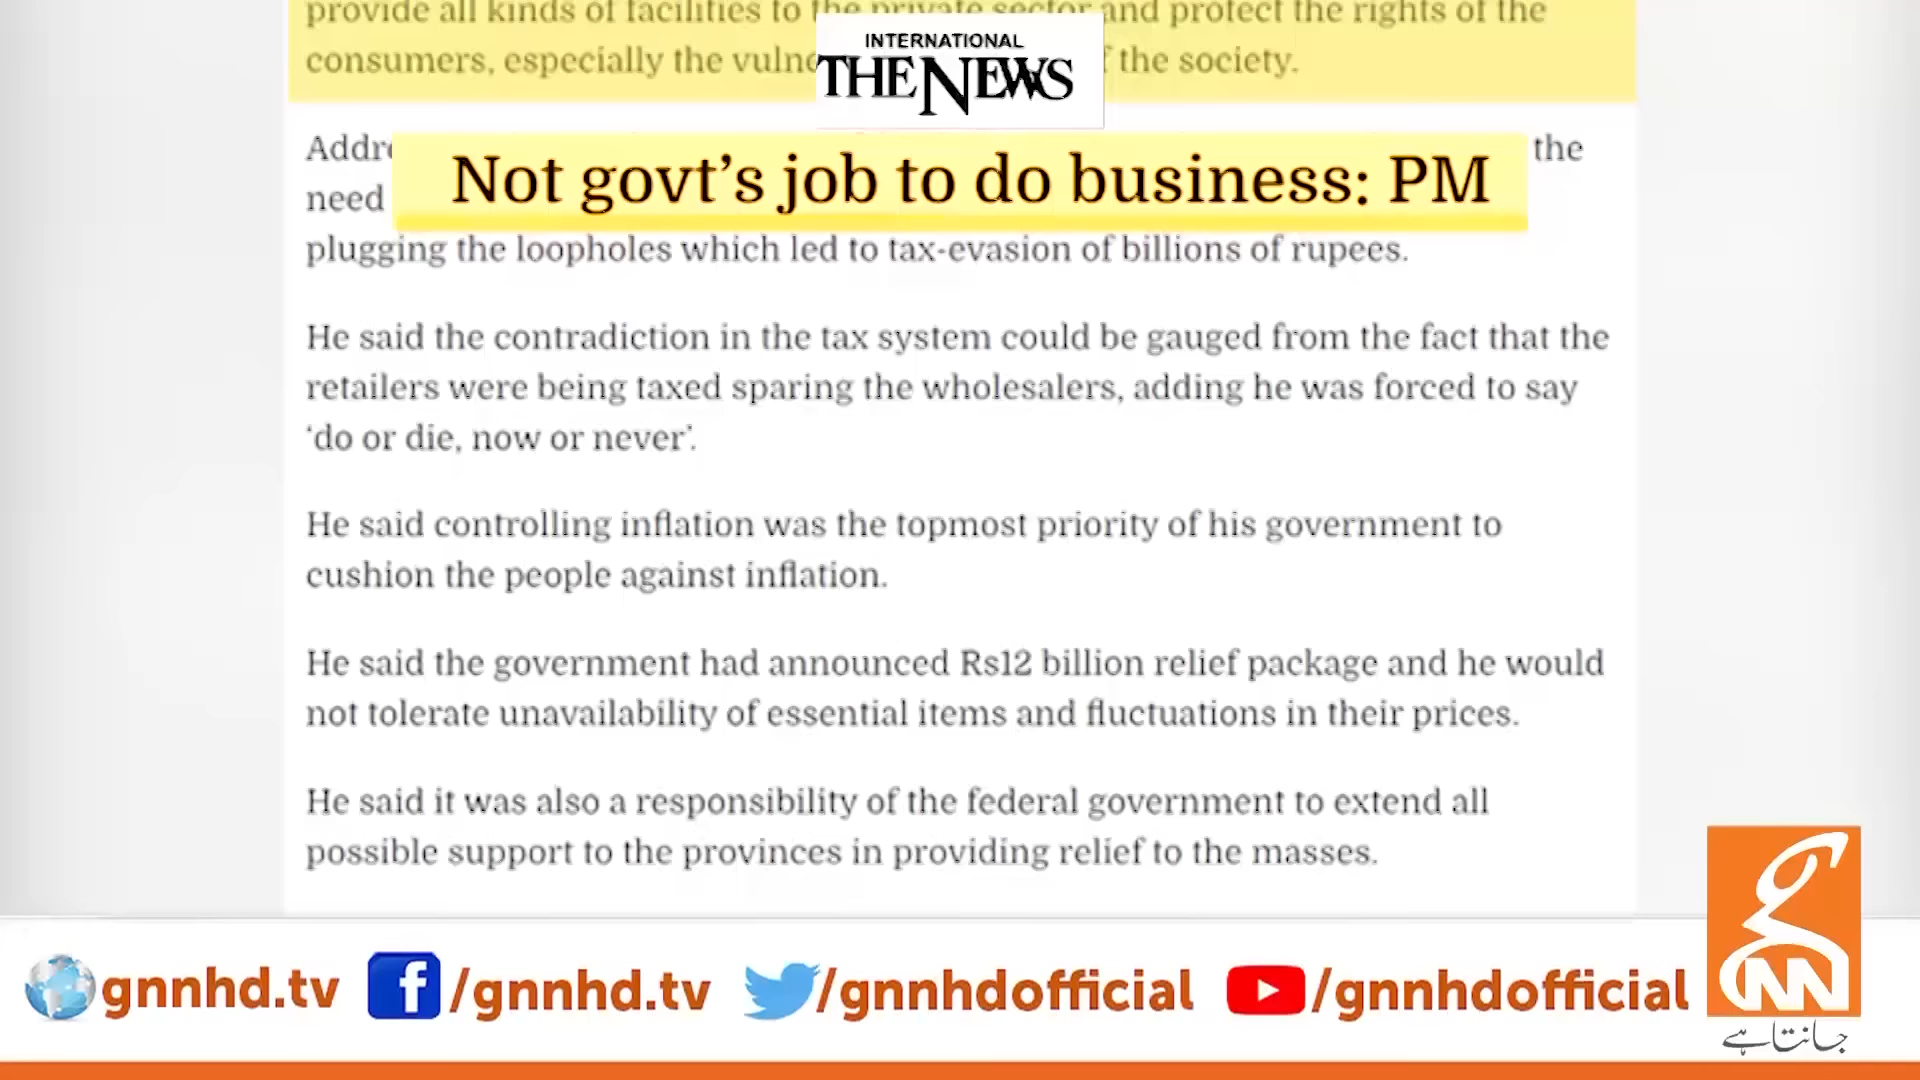 provide all kinds of facilities to the private sector and protect the rights of the
consumers, especially the the society.
INTERNATIONAL
THE NEWS
the
Not govt’s job to do business: PM
need
plugging the loopholes which led to tax-evasion of billions of rupees.
He said the contradiction in the tax system could be gauged from the fact that the
retailers were being taxed sparing the wholesalers, adding he was forced to say
‘do or die, now or never’.
He said controlling inflation was the topmost priority of his government to
cushion the people against inflation.
He said the government had announced Rs12 billion relief package and he would
not tolerate unavailability of essential items and fluctuations in their prices.
He said it was also a responsibility of the federal government to extend all
possible support to the provinces in providing relief to the masses.
gnnhd.tv /gnnhd.tv /gnnhdofficial /gnnhdofficial
GNN
جانتا ہے